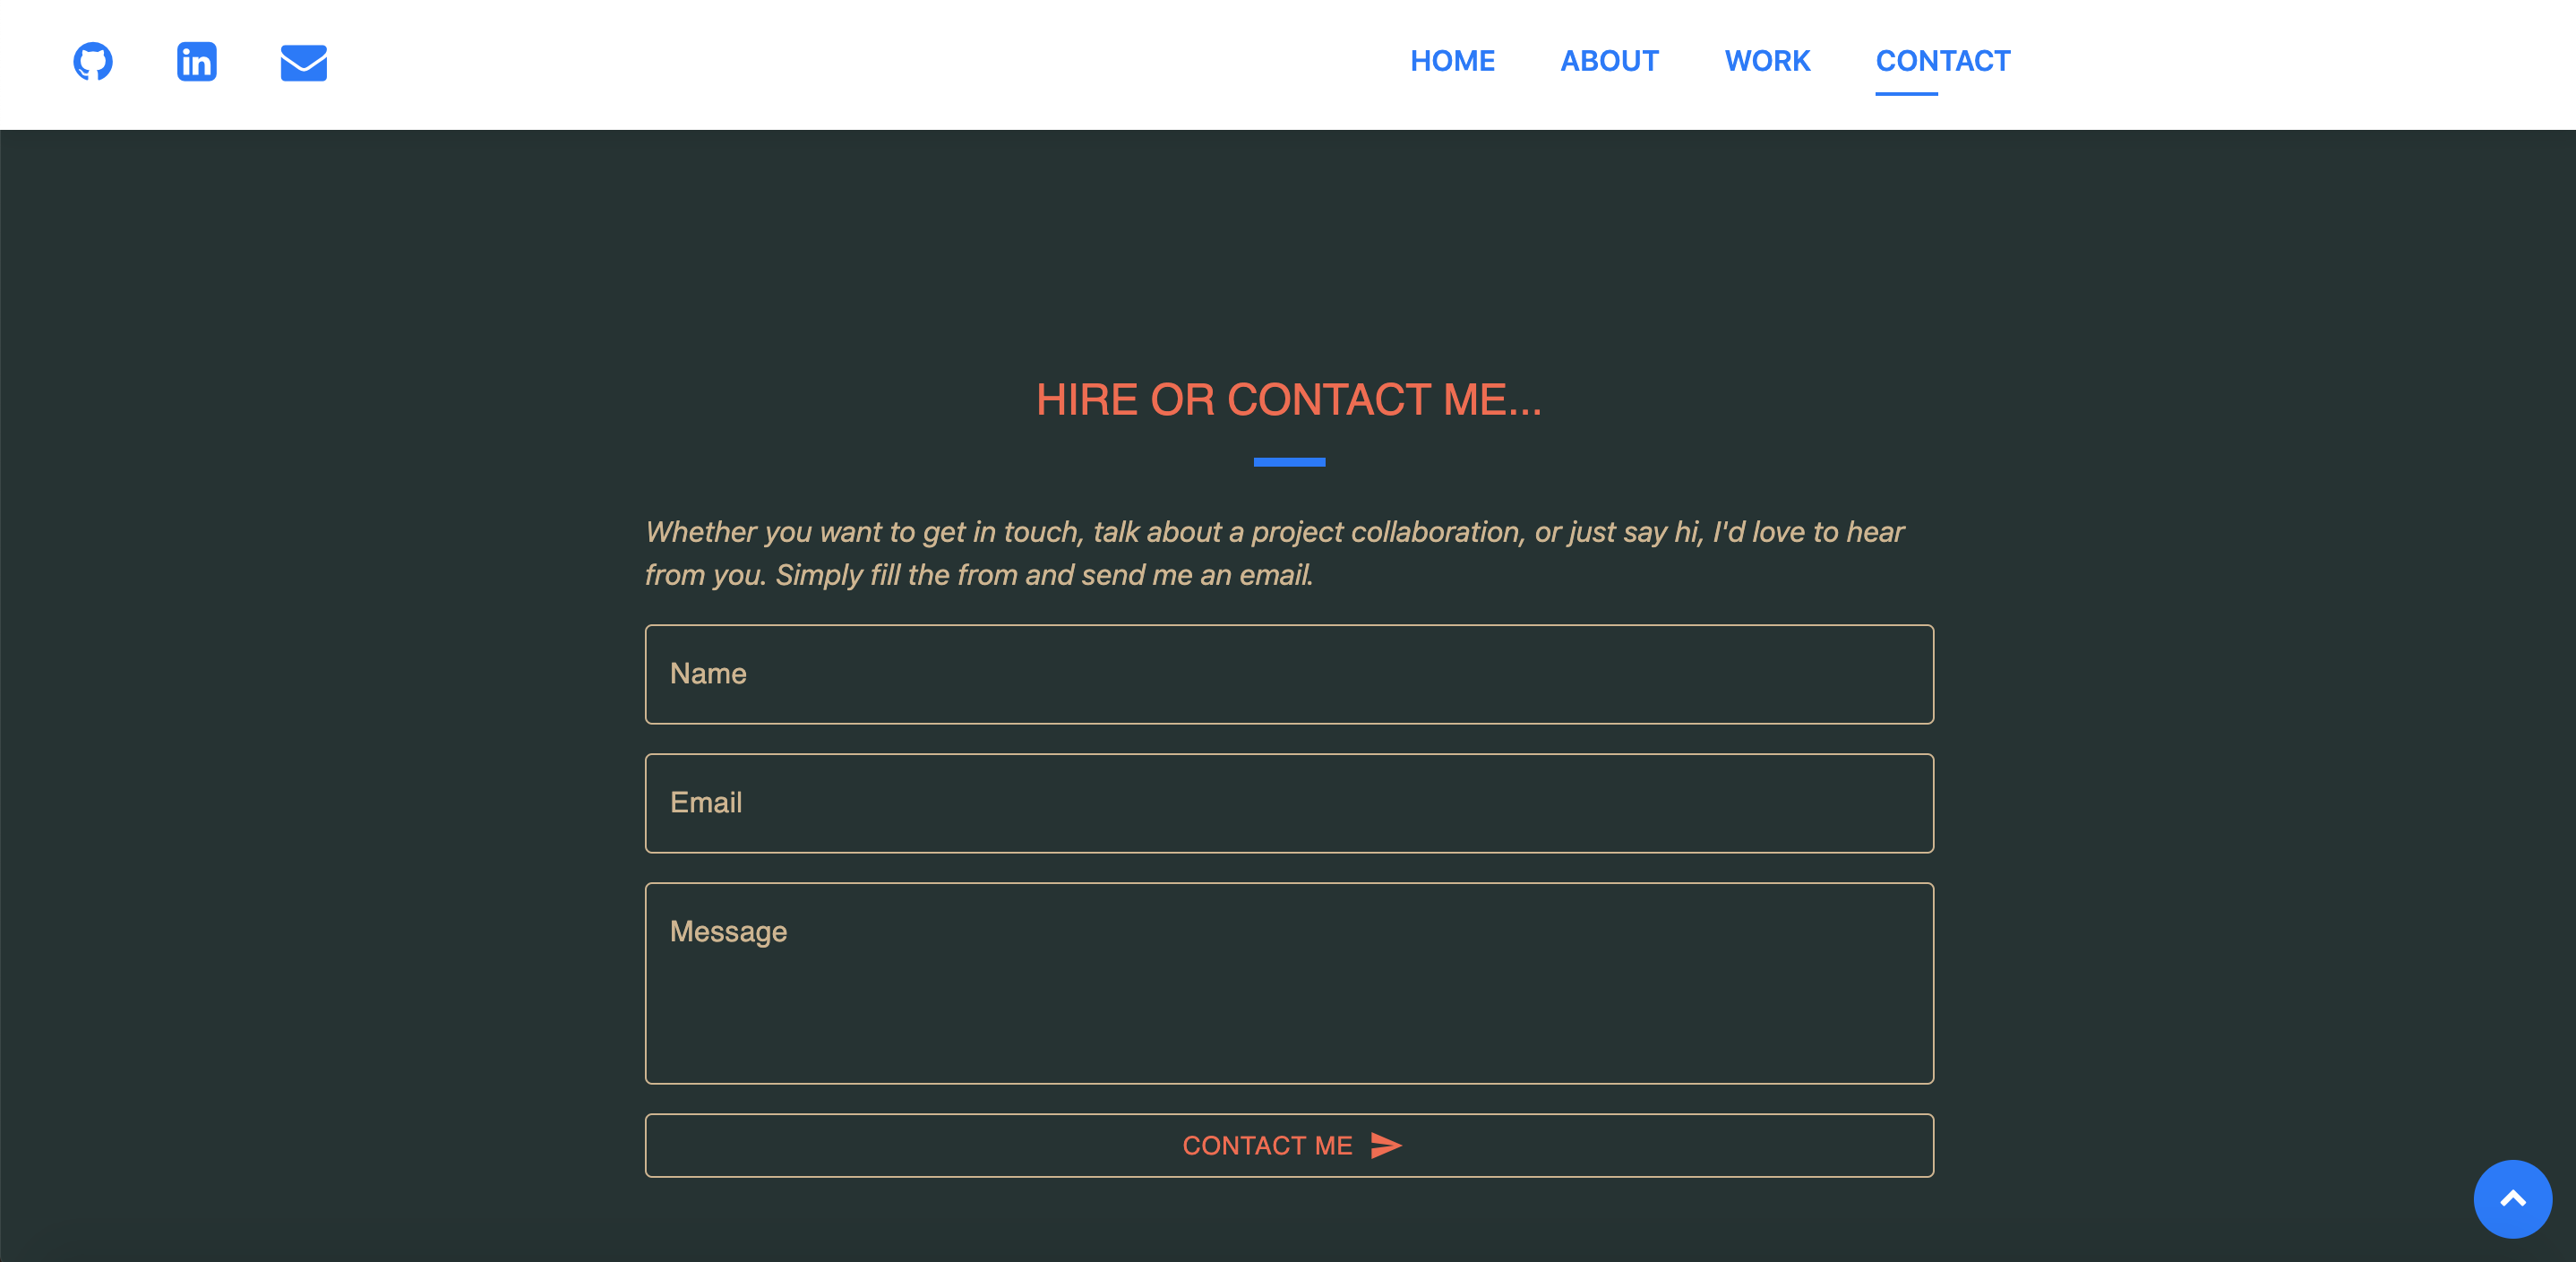 HOME ABOUT WORK CONTACT
HIRE OR CONTACT ME...
Whether you want to get in touch, talk about a project collaboration, or just say hi, I'd love to hear
from you. Simply fill the from and send me an email.
Name
Email
Message
CONTACT ME